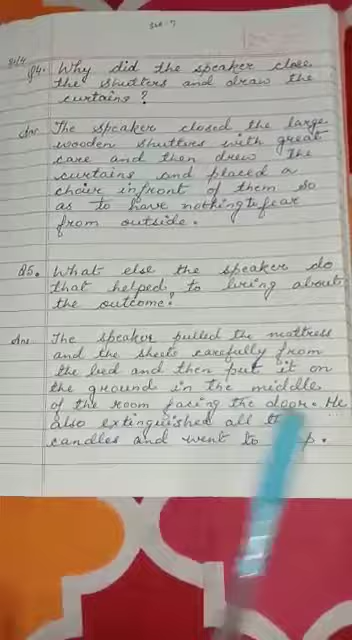 Q4. Why did the speaker close
the shutters and draw the
curtains?
Ans The speaker closed the large
wooden shutters with great
care and then drew the
curtains and placed a
chair infront of them so
as to have nothing to fear
from outside.
Q5. What else the speaker do
that helped to bring about
the outcome?
Ans The speaker pulled the mattress
and the sheets carefully from
the bed and then put it on
the ground in the middle
of the room facing the door. He
also extinguished all
candles and went to